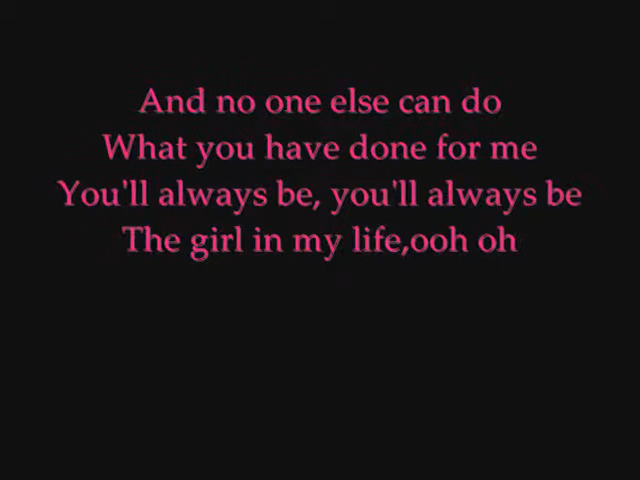 And no one else can do
What you have done for me
You'll always be, you'll always be
The girl in my life,ooh oh